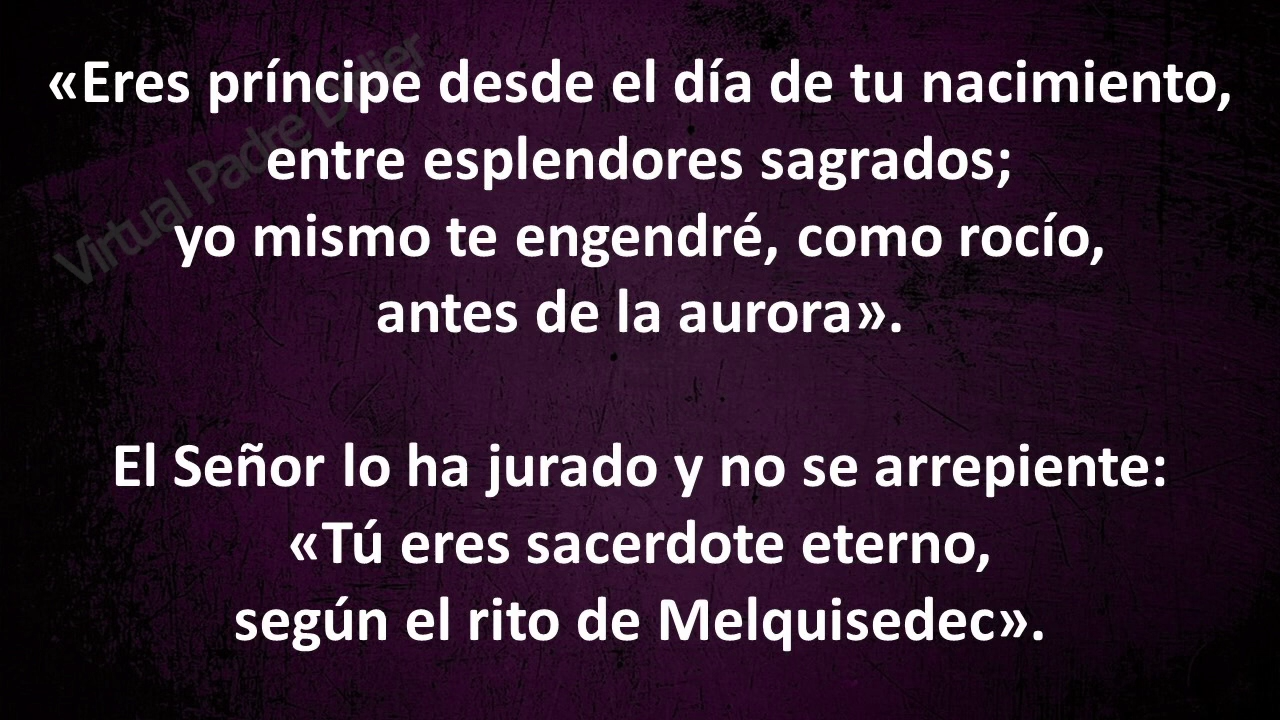 «Eres príncipe desde el día de tu nacimiento,
entre esplendores sagrados;
yo mismo te engendré, como rocío,
antes de la aurora».
El Señor lo ha jurado y no se arrepiente:
«Tú eres sacerdote eterno,
según el rito de Melquisedec».
Virtual Padre